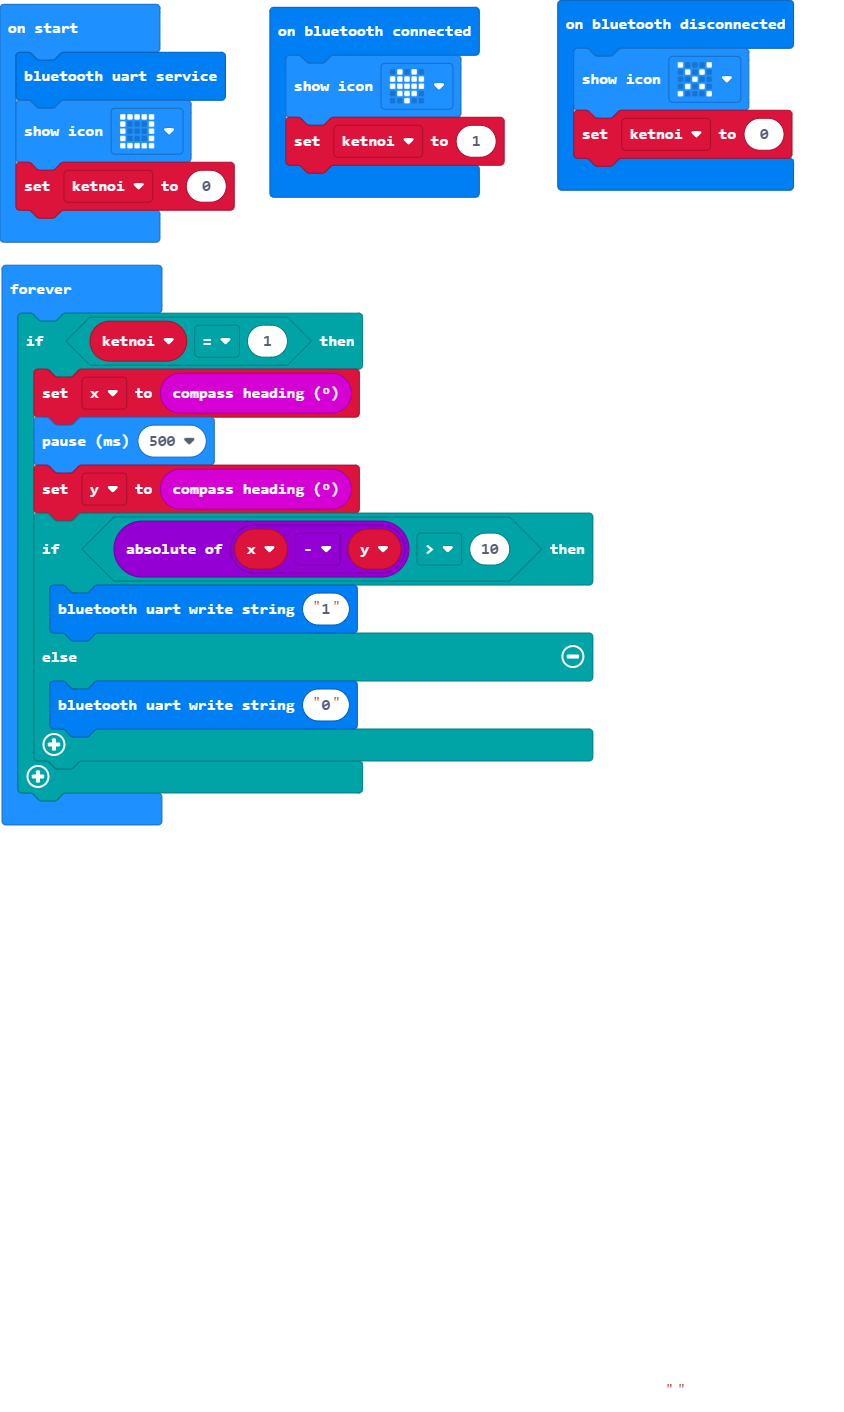 on start
bluetooth uart service
show icon
set ketnoi to 0
on bluetooth connected
show icon
set ketnoi to 1
on bluetooth disconnected
show icon
set ketnoi to 0
forever
if ketnoi = 1 then
set x to compass heading (º)
pause (ms) 500
set y to compass heading (º)
if absolute of x - y > 10 then
bluetooth uart write string "1"
else
bluetooth uart write string "0"
" "